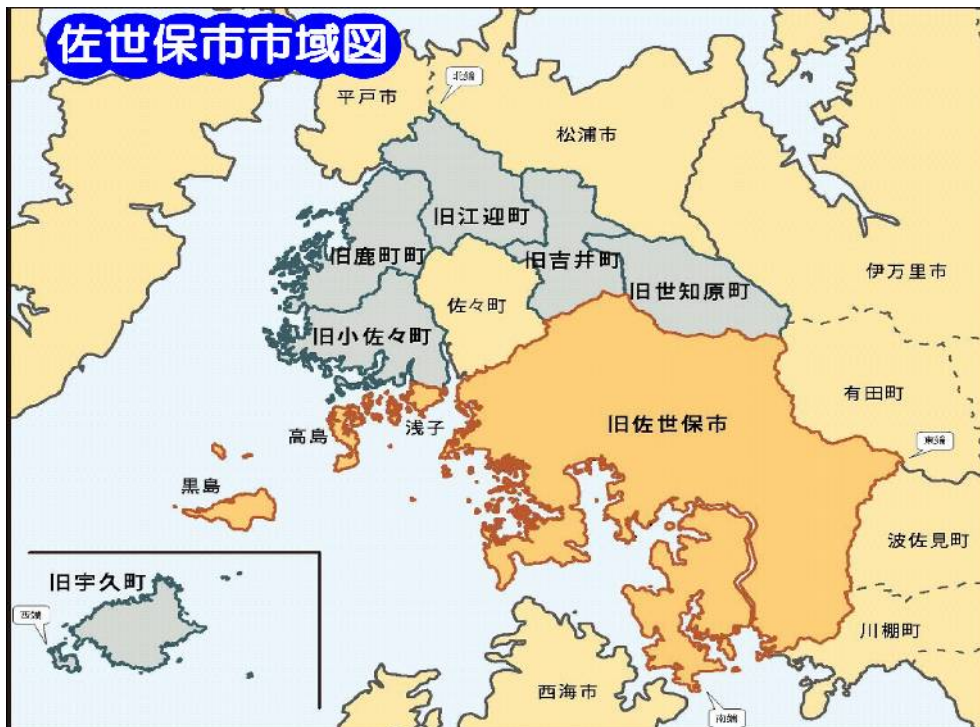 佐世保市市域図
北端
平戸市
松浦市
旧江迎町
旧鹿町町
旧吉井町
伊万里市
旧世知原町
佐々町
旧小佐々町
有田町
旧佐世保市
浅子
高島
東端
黒島
波佐見町
旧宇久町
西端
川棚町
西海市
南端